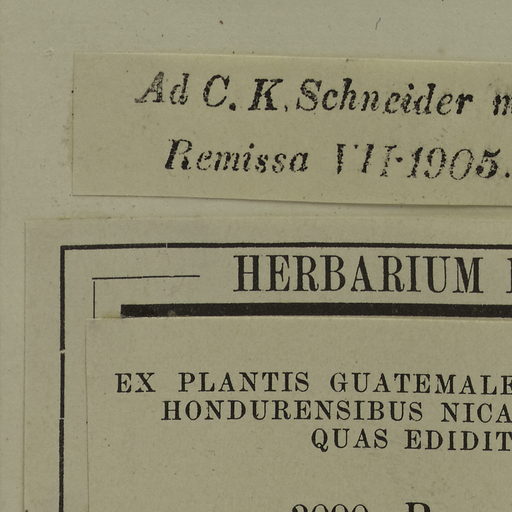 Ad C. K. Schneider m
Remissa VII·1905.
HERBARIUM
EX PLANTIS GUATEMALE
HONDURENSIBUS NICA
QUAS EDIDIT